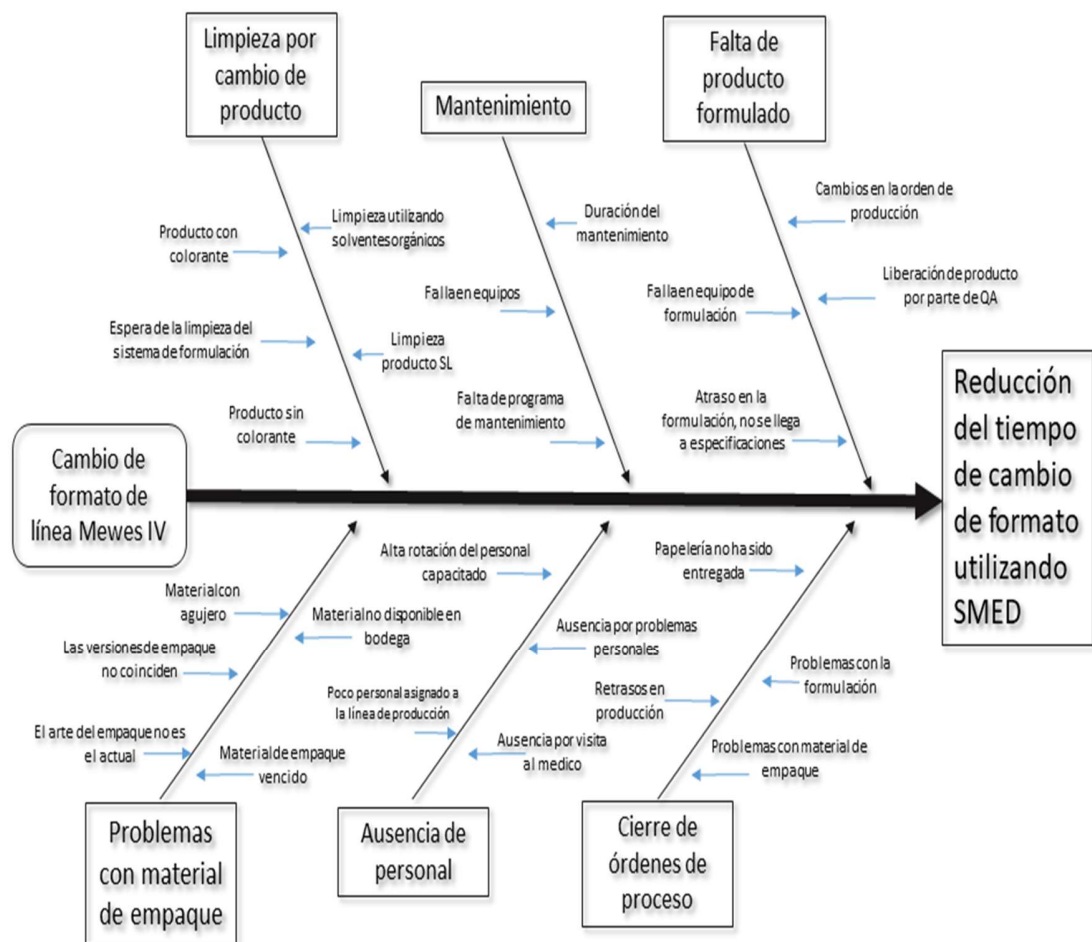 Limpieza por
cambio de
producto
Mantenimiento
Falta de
producto
formulado
Limpieza utilizando
solventes orgánicos
Producto con
colorante
Espera de la limpieza del
sistema de formulación
Limpieza
producto SL
Producto sin
colorante
Duración del
mantenimiento
Falla en equipos
Falta de programa
de mantenimiento
Cambios en la orden de
producción
Liberación de producto
por parte de QA
Falla en equipo de
formulación
Atraso en la
formulación, no se llega
a especificaciones
Cambio de
formato de
línea Mewes IV
Reducción
del tiempo
de cambio
de formato
utilizando
SMED
Material con
agujero
Material no disponible en
bodega
Las versiones de empaque
no coinciden
El arte del empaque no es
el actual
Material de empaque
vencido
Alta rotación del personal
capacitado
Ausencia por problemas
personales
Poco personal asignado a
la línea de producción
Ausencia por visita
al medico
Papelería no ha sido
entregada
Problemas con la
formulación
Retrasos en
producción
Problemas con material de
empaque
Problemas
con material
de empaque
Ausencia de
personal
Cierre de
órdenes de
proceso